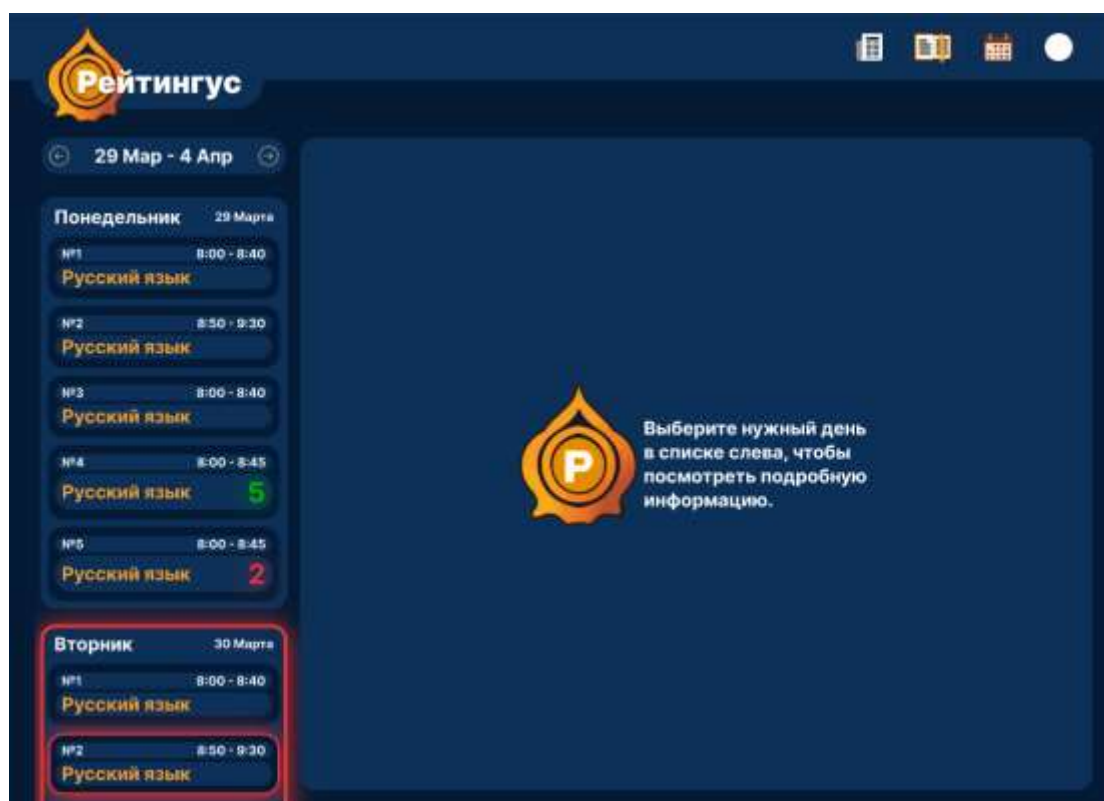 Рейтингус
29 Мар - 4 Апр
Понедельник 29 Марта
№1 8:00 - 8:40
Русский язык
№2 8:50 - 9:30
Русский язык
№3 8:00 - 8:40
Русский язык
№4 8:00 - 8:45
Русский язык 5
№5 8:00 - 8:45
Русский язык 2
Вторник 30 Марта
№1 8:00 - 8:40
Русский язык
№2 8:50 - 9:30
Русский язык
Р
Выберите нужный день
в списке слева, чтобы
посмотреть подробную
информацию.